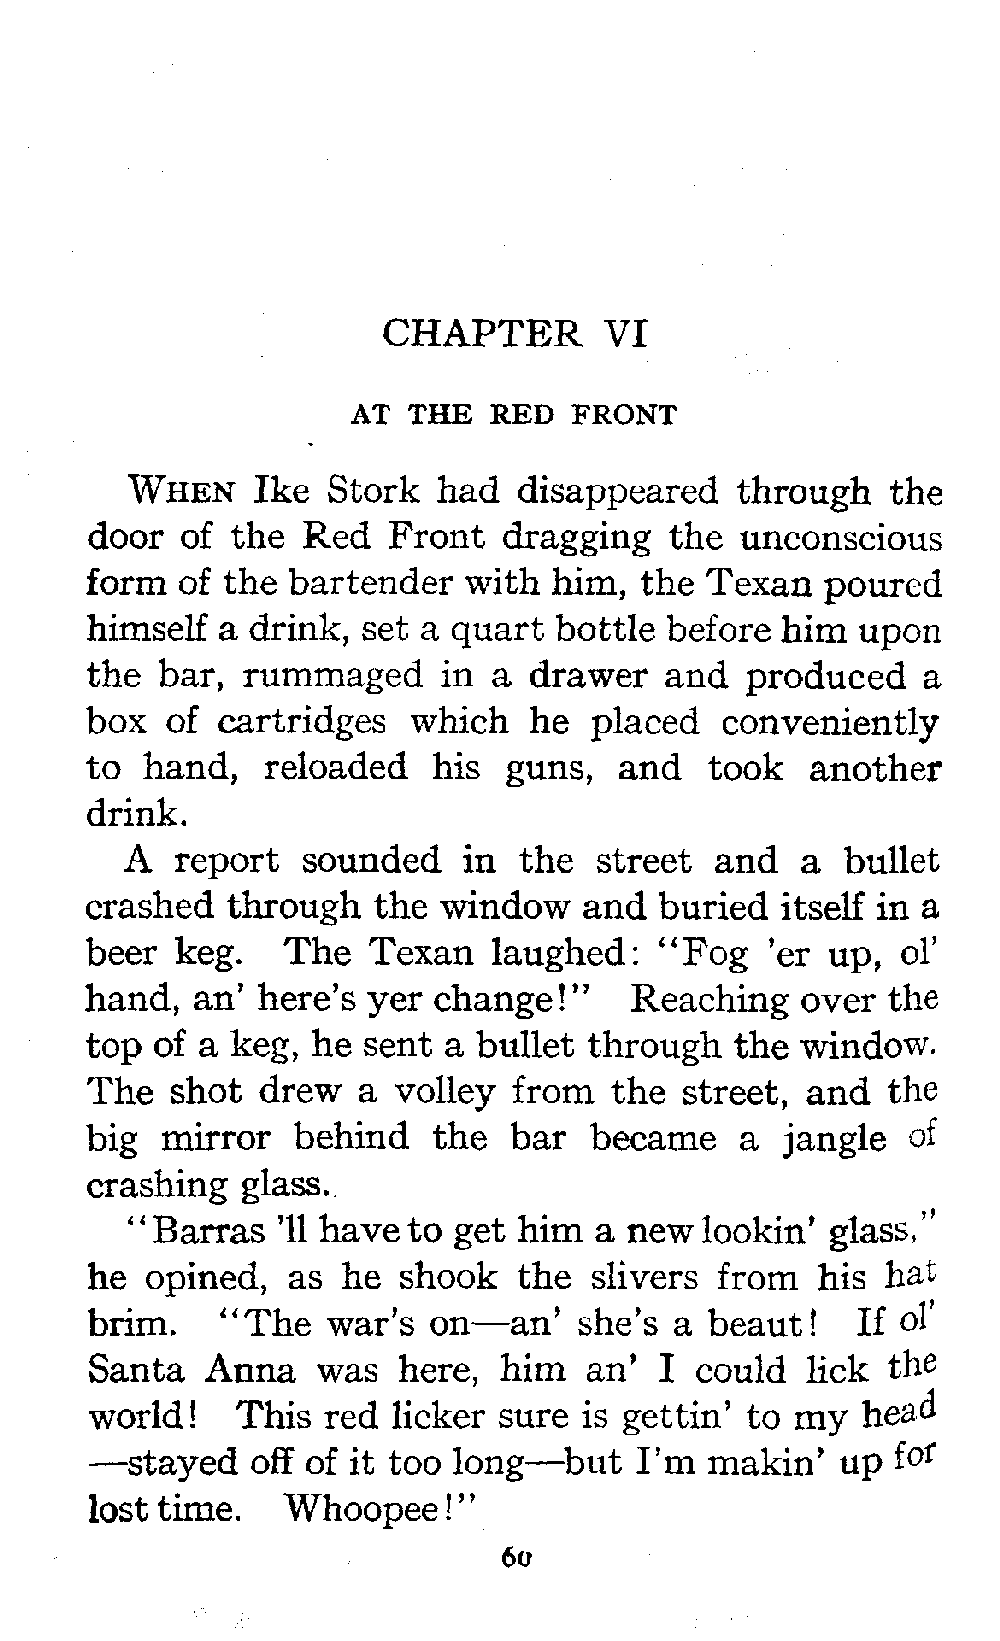 CHAPTER VI
AT THE RED FRONT
WHEN Ike Stork had disappeared through the
door of the Red Front dragging the unconscious
form of the bartender with him, the Texan poured
himself a drink, set a quart bottle before him upon
the bar, rummaged in a drawer and produced a
box of cartridges which he placed conveniently
to hand, reloaded his guns, and took another
drink.
A report sounded in the street and a bullet
crashed through the window and buried itself in a
beer keg. The Texan laughed: "Fog 'er up, ol'
hand, an' here's yer change!" Reaching over the
top of a keg, he sent a bullet through the window.
The shot drew a volley from the street, and the
big mirror behind the bar became a jangle of
crashing glass.
"Barras 'll have to get him a new lookin' glass,"
he opined, as he shook the slivers from his hat
brim. "The war's on—an' she's a beaut! If ol'
Santa Anna was here, him an' I could lick the
world! This red licker sure is gettin' to my head
—stayed off of it too long—but I'm makin' up for
lost time. Whoopee!"
60